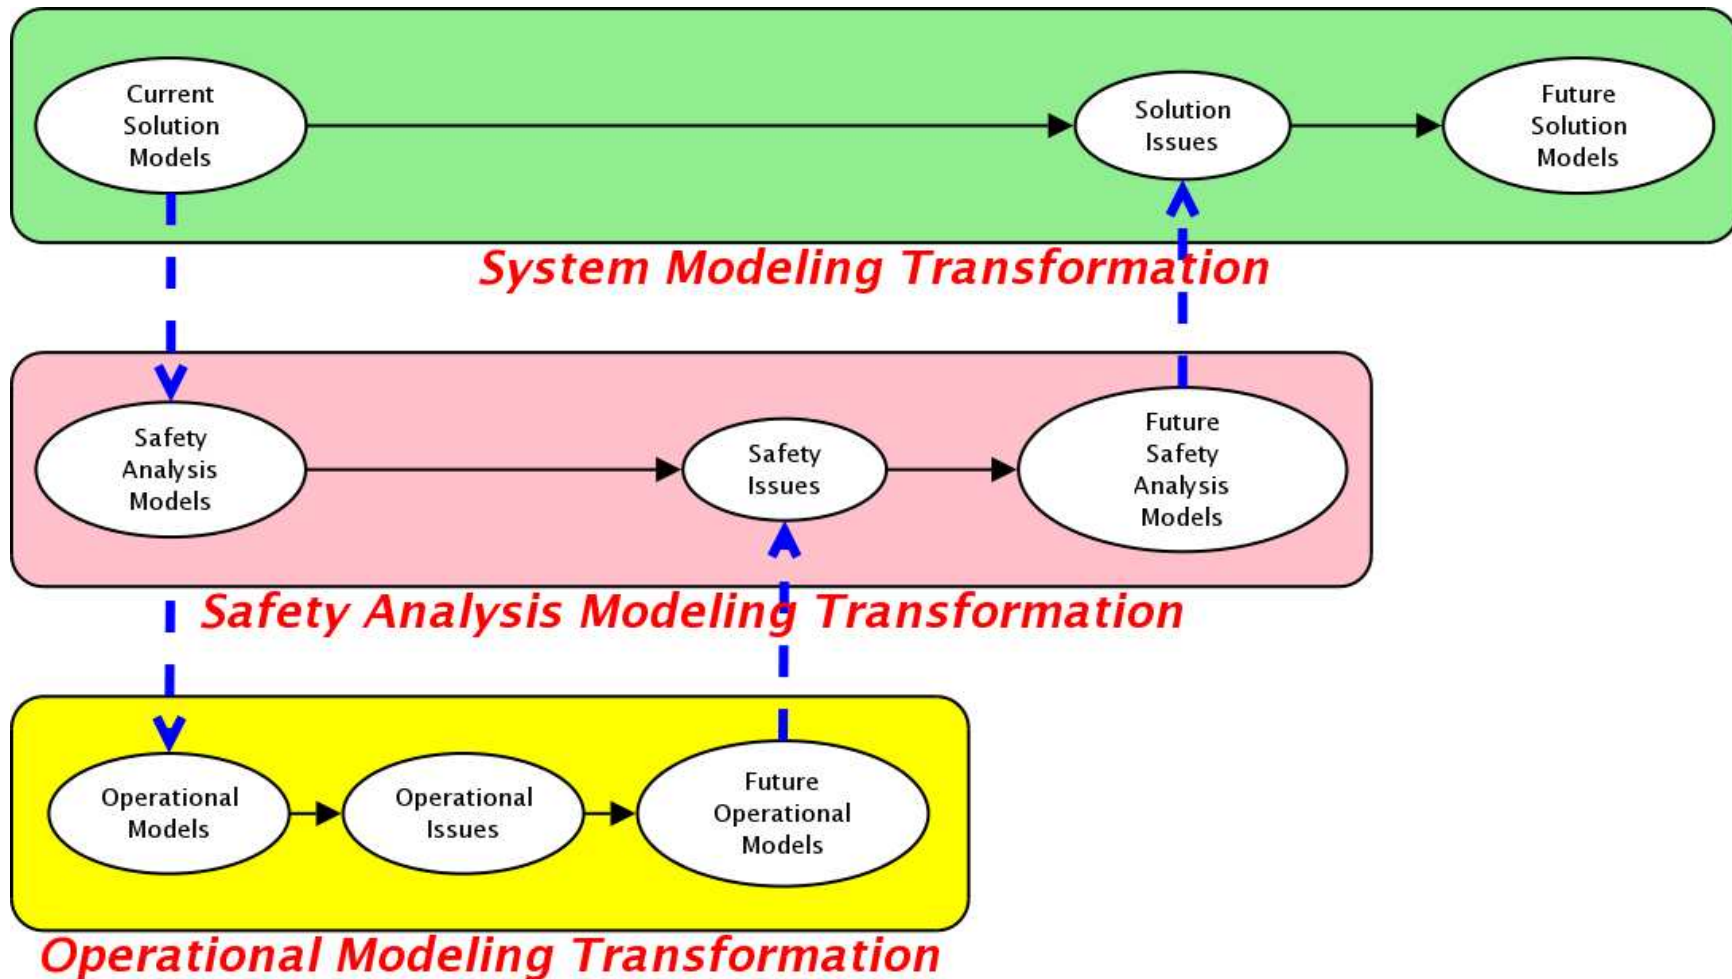 Current
Solution
Models
Solution
Issues
Future
Solution
Models
System Modeling Transformation
Safety
Analysis
Models
Safety
Issues
Future
Safety
Analysis
Models
Safety Analysis Modeling Transformation
Operational
Models
Operational
Issues
Future
Operational
Models
Operational Modeling Transformation